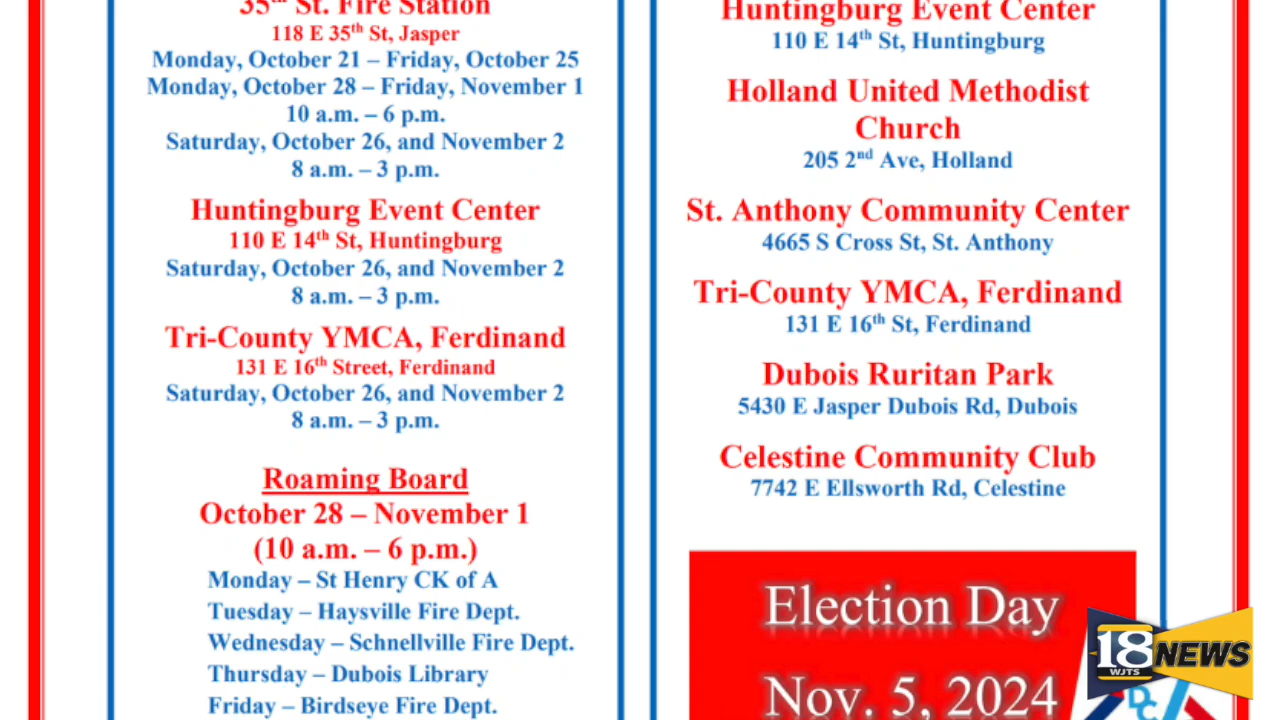 35th St. Fire Station
118 E 35th St, Jasper
Monday, October 21 – Friday, October 25
Monday, October 28 – Friday, November 1
10 a.m. – 6 p.m.
Saturday, October 26, and November 2
8 a.m. – 3 p.m.
Huntingburg Event Center
110 E 14th St, Huntingburg
Saturday, October 26, and November 2
8 a.m. – 3 p.m.
Tri-County YMCA, Ferdinand
131 E 16th Street, Ferdinand
Saturday, October 26, and November 2
8 a.m. – 3 p.m.
Roaming Board
October 28 – November 1
(10 a.m. – 6 p.m.)
Monday – St Henry CK of A
Tuesday – Haysville Fire Dept.
Wednesday – Schnellville Fire Dept.
Thursday – Dubois Library
Friday – Birdseye Fire Dept.
Huntingburg Event Center
110 E 14th St, Huntingburg
Holland United Methodist
Church
205 2nd Ave, Holland
St. Anthony Community Center
4665 S Cross St, St. Anthony
Tri-County YMCA, Ferdinand
131 E 16th St, Ferdinand
Dubois Ruritan Park
5430 E Jasper Dubois Rd, Dubois
Celestine Community Club
7742 E Ellsworth Rd, Celestine
Election Day
Nov. 5, 2024
18 NEWS
WJTS
DC